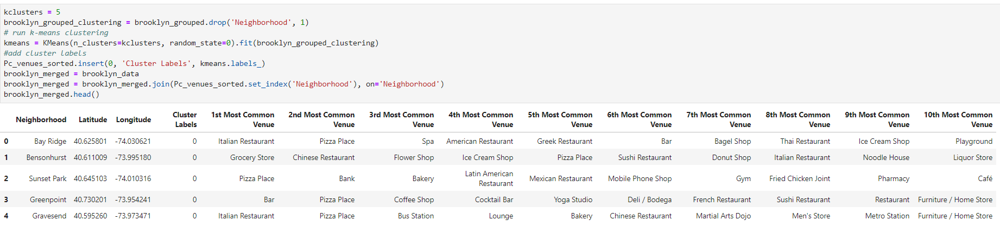 kclusters = 5
brooklyn_grouped_clustering = brooklyn_grouped.drop('Neighborhood', 1)
# run k-means clustering
kmeans = KMeans(n_clusters=kclusters, random_state=0).fit(brooklyn_grouped_clustering)
#add cluster labels
Pc_venues_sorted.insert(0, 'Cluster Labels', kmeans.labels_)
brooklyn_merged = brooklyn_data
brooklyn_merged = brooklyn_merged.join(Pc_venues_sorted.set_index('Neighborhood'), on='Neighborhood')
brooklyn_merged.head()
Neighborhood Latitude Longitude Cluster Labels 1st Most Common Venue 2nd Most Common Venue 3rd Most Common Venue 4th Most Common Venue 5th Most Common Venue 6th Most Common Venue 7th Most Common Venue 8th Most Common Venue 9th Most Common Venue 10th Most Common Venue
0 Bay Ridge 40.625801 -74.030621 0 Italian Restaurant Pizza Place Spa American Restaurant Greek Restaurant Bar Bagel Shop Thai Restaurant Ice Cream Shop Playground
1 Bensonhurst 40.611009 -73.995180 0 Grocery Store Chinese Restaurant Flower Shop Ice Cream Shop Pizza Place Sushi Restaurant Donut Shop Italian Restaurant Noodle House Liquor Store
2 Sunset Park 40.645103 -74.010316 0 Pizza Place Bank Bakery Latin American Restaurant Mexican Restaurant Mobile Phone Shop Gym Fried Chicken Joint Pharmacy Café
3 Greenpoint 40.730201 -73.954241 0 Bar Pizza Place Coffee Shop Cocktail Bar Yoga Studio Deli / Bodega French Restaurant Sushi Restaurant Restaurant Furniture / Home Store
4 Gravesend 40.595260 -73.973471 0 Italian Restaurant Pizza Place Bus Station Lounge Bakery Chinese Restaurant Martial Arts Dojo Men's Store Metro Station Furniture / Home Store